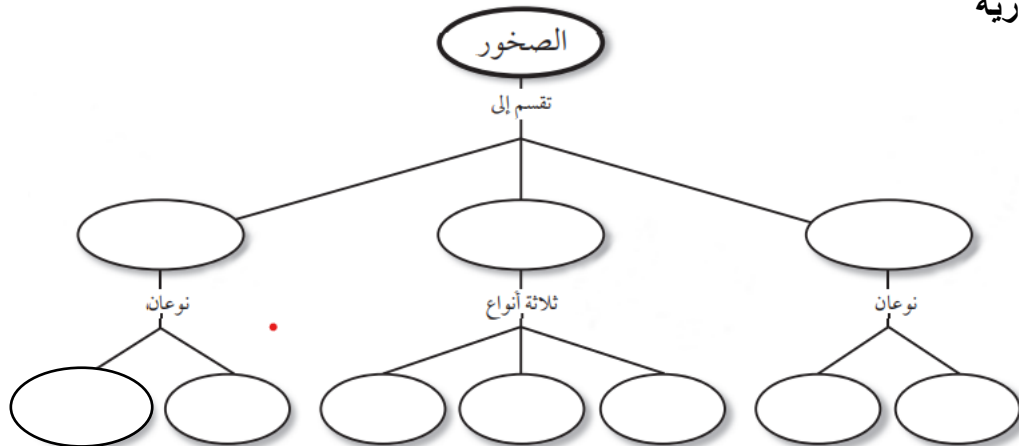 الصخور
تقسم إلى
نوعان
ثلاثة أنواع
نوعان